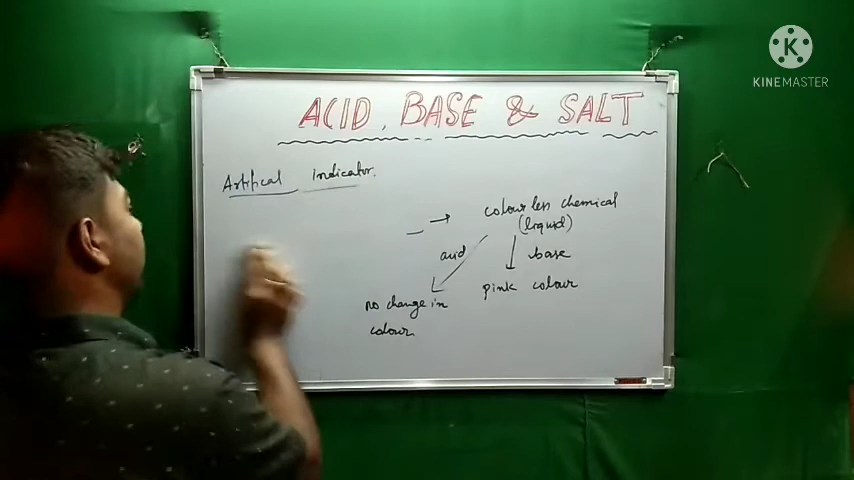 KINEMASTER
ACID, BASE & SALT
Artifical indicator.
→ colourless chemical
(liquid)
acid
base
no change in
colour
pink colour